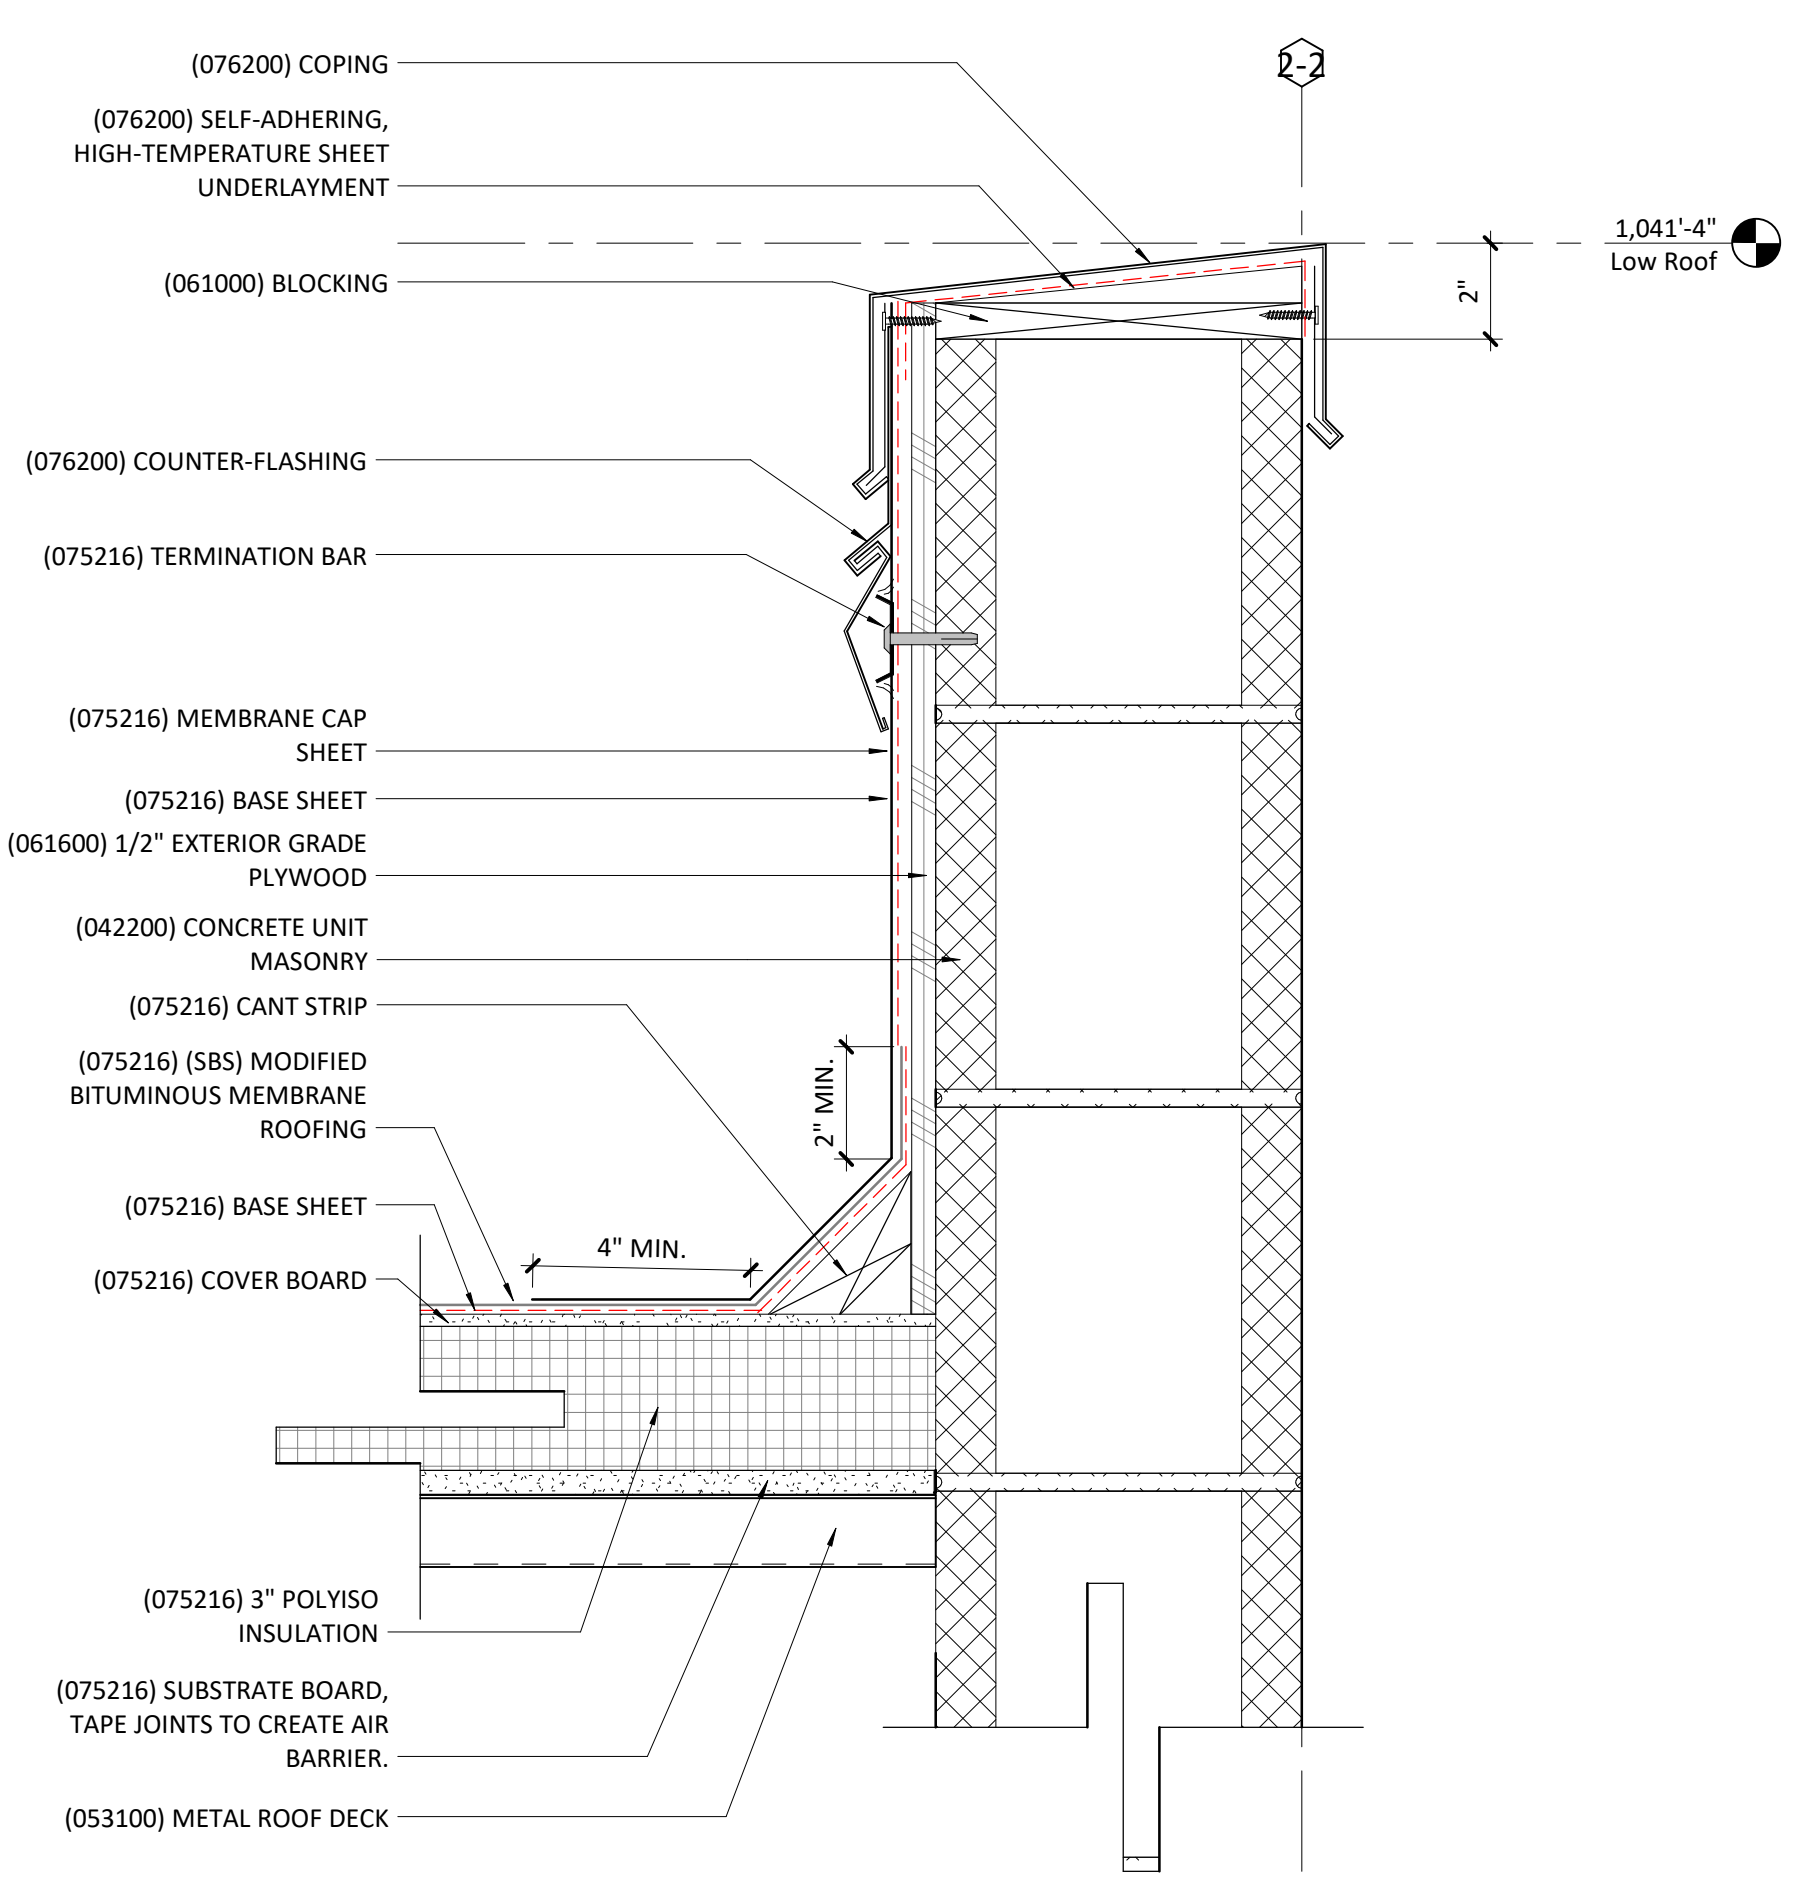 (076200) COPING
2-2
(076200) SELF-ADHERING,
HIGH-TEMPERATURE SHEET
UNDERLAYMENT
1,041'-4"
Low Roof
(061000) BLOCKING
2"
(076200) COUNTER-FLASHING
(075216) TERMINATION BAR
(075216) MEMBRANE CAP
SHEET
(075216) BASE SHEET
(061600) 1/2" EXTERIOR GRADE
PLYWOOD
(042200) CONCRETE UNIT
MASONRY
(075216) CANT STRIP
(075216) (SBS) MODIFIED
BITUMINOUS MEMBRANE
ROOFING
2" MIN.
(075216) BASE SHEET
4" MIN.
(075216) COVER BOARD
(075216) 3" POLYISO
INSULATION
(075216) SUBSTRATE BOARD,
TAPE JOINTS TO CREATE AIR
BARRIER.
(053100) METAL ROOF DECK